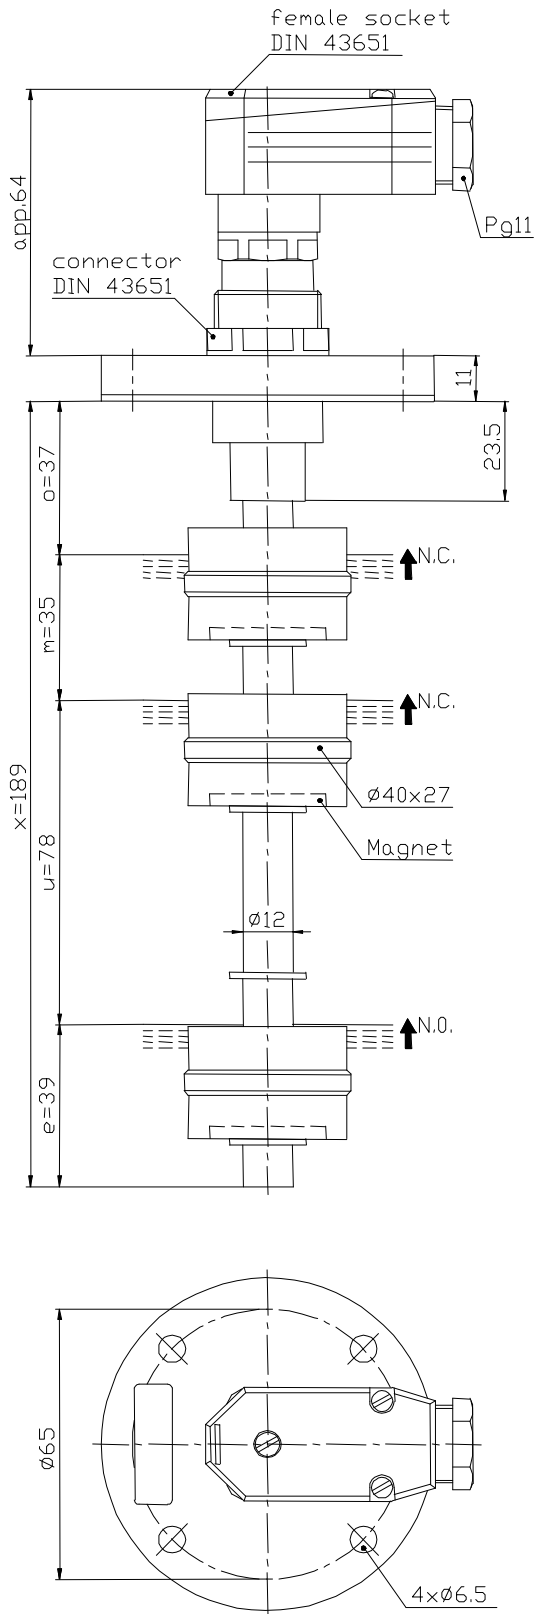 female socket
DIN 43651
app.64
Pg11
connector
DIN 43651
11
23.5
o=37
N.C.
m=35
N.C.
x=189
ø40x27
u=78
Magnet
ø12
N.O.
e=39
ø65
4xø6.5